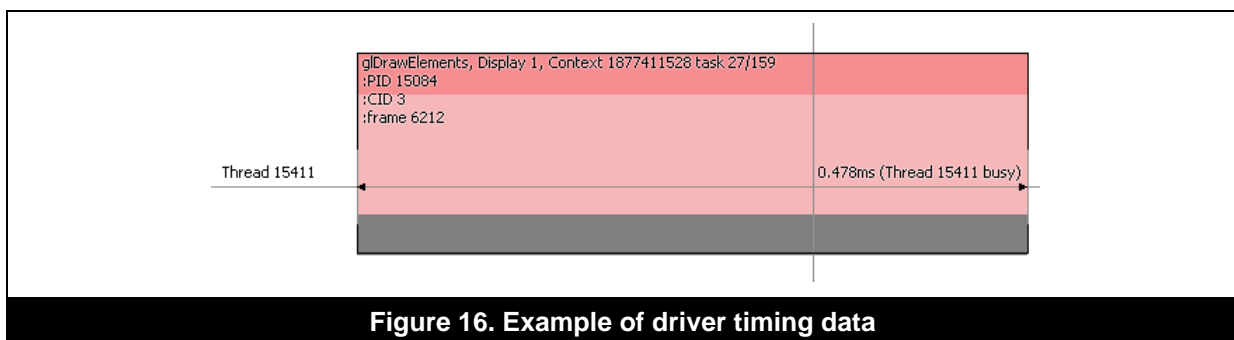 glDrawElements, Display 1, Context 1877411528 task 27/159
:PID 15084
:CID 3
:frame 6212
Thread 15411
0.478ms (Thread 15411 busy)
Figure 16. Example of driver timing data